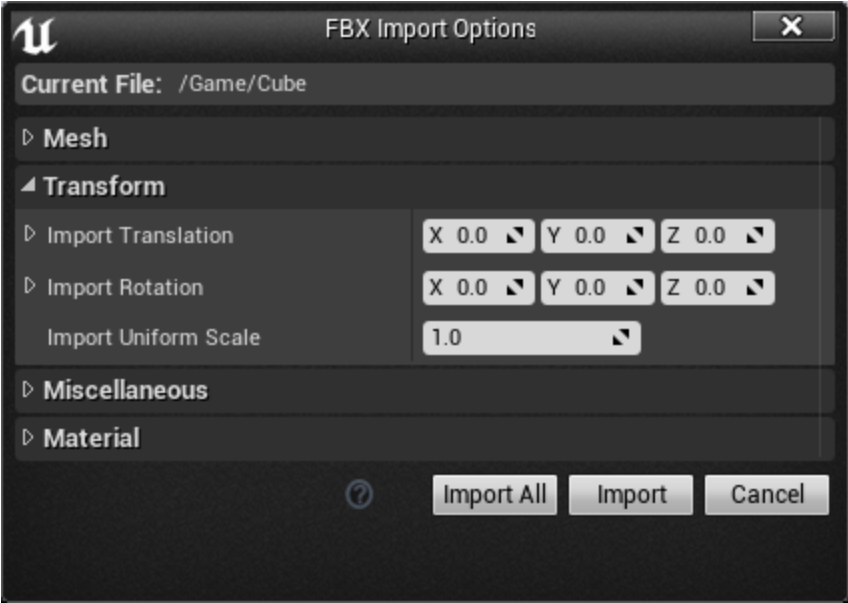 FBX Import Options
Current File: /Game/Cube
Mesh
Transform
Import Translation X 0.0 Y 0.0 Z 0.0
Import Rotation X 0.0 Y 0.0 Z 0.0
Import Uniform Scale 1.0
Miscellaneous
Material
? Import All Import Cancel